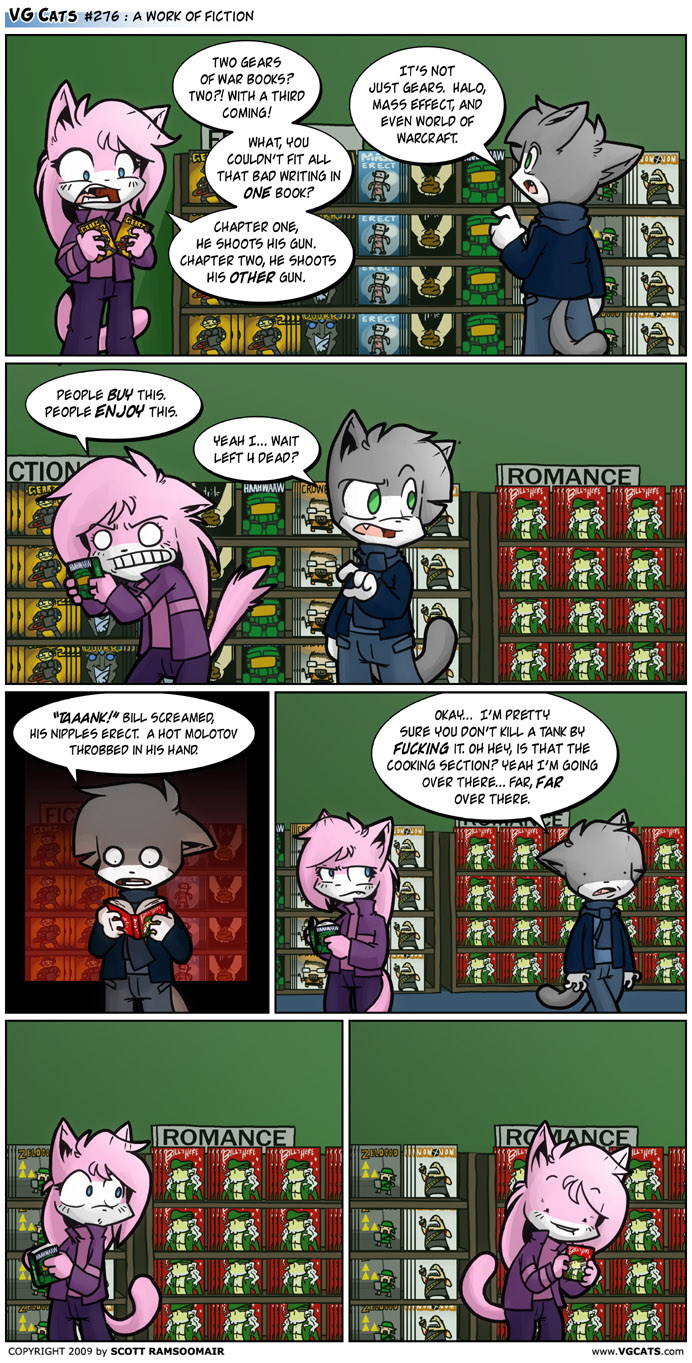 VG CATS #276 : A WORK OF FICTION
TWO GEARS
OF WAR BOOKS?
TWO?! WITH A THIRD
COMING!
WHAT, YOU
COULDN'T FIT ALL
THAT BAD WRITING IN
ONE BOOK?
CHAPTER ONE,
HE SHOOTS HIS GUN.
CHAPTER TWO, HE SHOOTS
HIS OTHER GUN.
IT'S NOT
JUST GEARS. HALO,
MASS EFFECT, AND
EVEN WORLD OF
WARCRAFT.
ERECT
ERECT
ERECT
PEOPLE BUY THIS.
PEOPLE ENJOY THIS.
YEAH I... WAIT
LEFT 4 DEAD?
CTION
HAAHWAAW
ROMANCE
"TAAANK!" BILL SCREAMED,
HIS NIPPLES ERECT. A HOT MOLOTOV
THROBBED IN HIS HAND.
FIC
OKAY... I'M PRETTY
SURE YOU DON'T KILL A TANK BY
FUCKING IT. OH HEY, IS THAT THE
COOKING SECTION? YEAH I'M GOING
OVER THERE... FAR, FAR
OVER THERE.
ROMANCE
ROMANCE
ROMANCE
COPYRIGHT 2009 by SCOTT RAMSOOMAIR
www.VGCATS.com